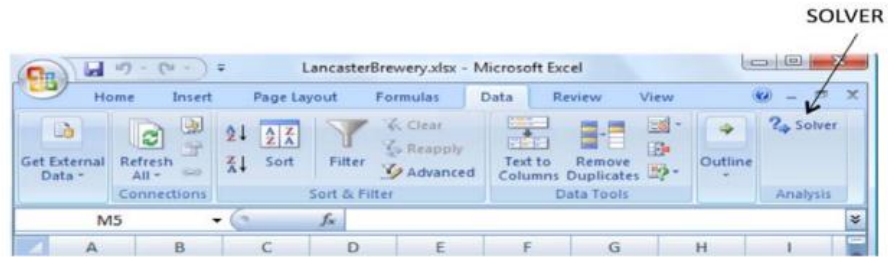 SOLVER
LancasterBrewery.xlsx - Microsoft Excel
Home Insert Page Layout Formulas Data Review View
Get External Data
Refresh All
Connections
Sort
Filter
Clear
Reapply
Advanced
Sort & Filter
Text to Columns
Remove Duplicates
Data Tools
Outline
Solver
Analysis
M5 fx
A B C D E F G H I